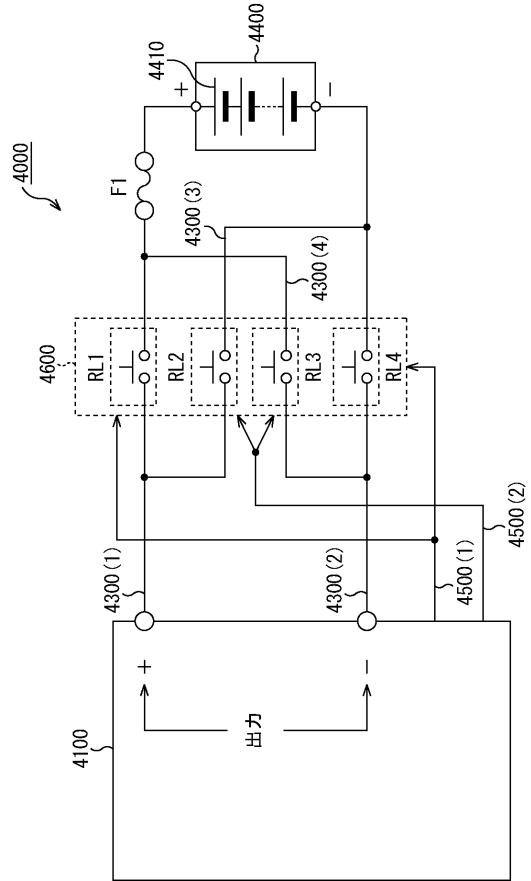 4000
4100
出力
+
−
4300(1)
4300(2)
4500(1)
4500(2)
4600
RL1
RL2
RL3
RL4
4300(3)
4300(4)
F1
+
−
4410
4400